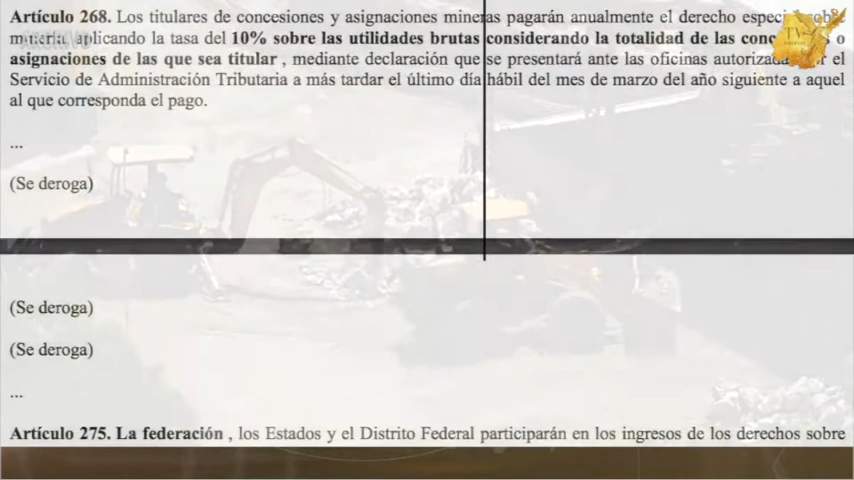 Artículo 268. Los titulares de concesiones y asignaciones mineras pagarán anualmente el derecho especial sobre
minería, aplicando la tasa del 10% sobre las utilidades brutas considerando la totalidad de las concesiones o
asignaciones de las que sea titular , mediante declaración que se presentará ante las oficinas autorizadas por el
Servicio de Administración Tributaria a más tardar el último día hábil del mes de marzo del año siguiente a aquel
al que corresponda el pago.
ARCHIVO
TV
...
(Se deroga)
(Se deroga)
(Se deroga)
...
Artículo 275. La federación , los Estados y el Distrito Federal participarán en los ingresos de los derechos sobre